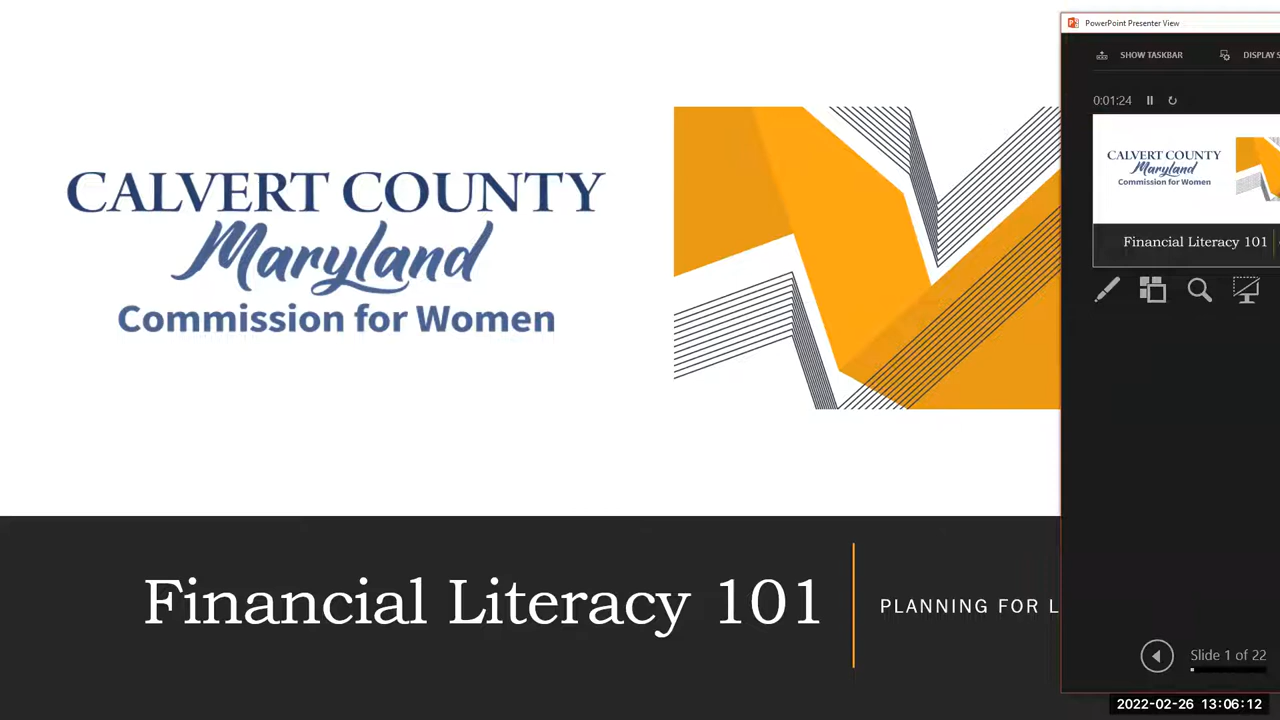 CALVERT COUNTY
Maryland
Commission for Women
Financial Literacy 101
PLANNING FOR L
PowerPoint Presenter View
SHOW TASKBAR
DISPLAY S
0:01:24
CALVERT COUNTY
Maryland
Commission for Women
Financial Literacy 101
Slide 1 of 22
2022-02-26 13:06:12